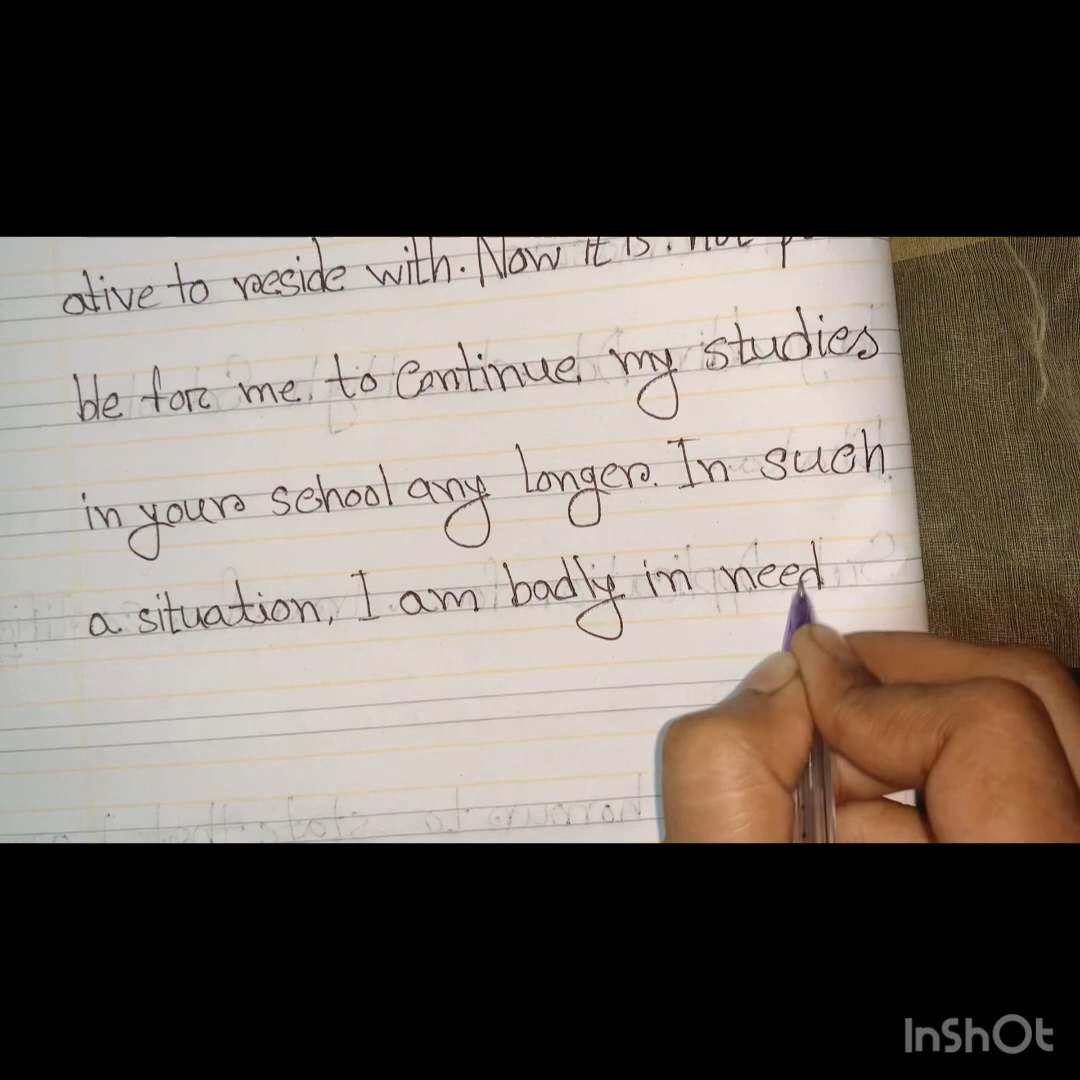 ative to reside with. Now it is not
ble for me to continue my studies
in your school any longer. In such
a situation, I am badly in need
InShOt